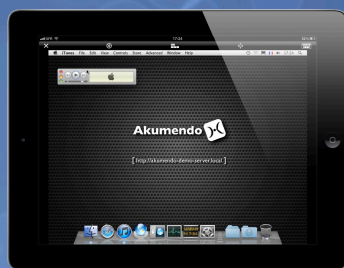 17:24
iTunes File Edit View Controls Store Advanced Window Help
Akumendo
[ http://akumendo-demo-server.local ]